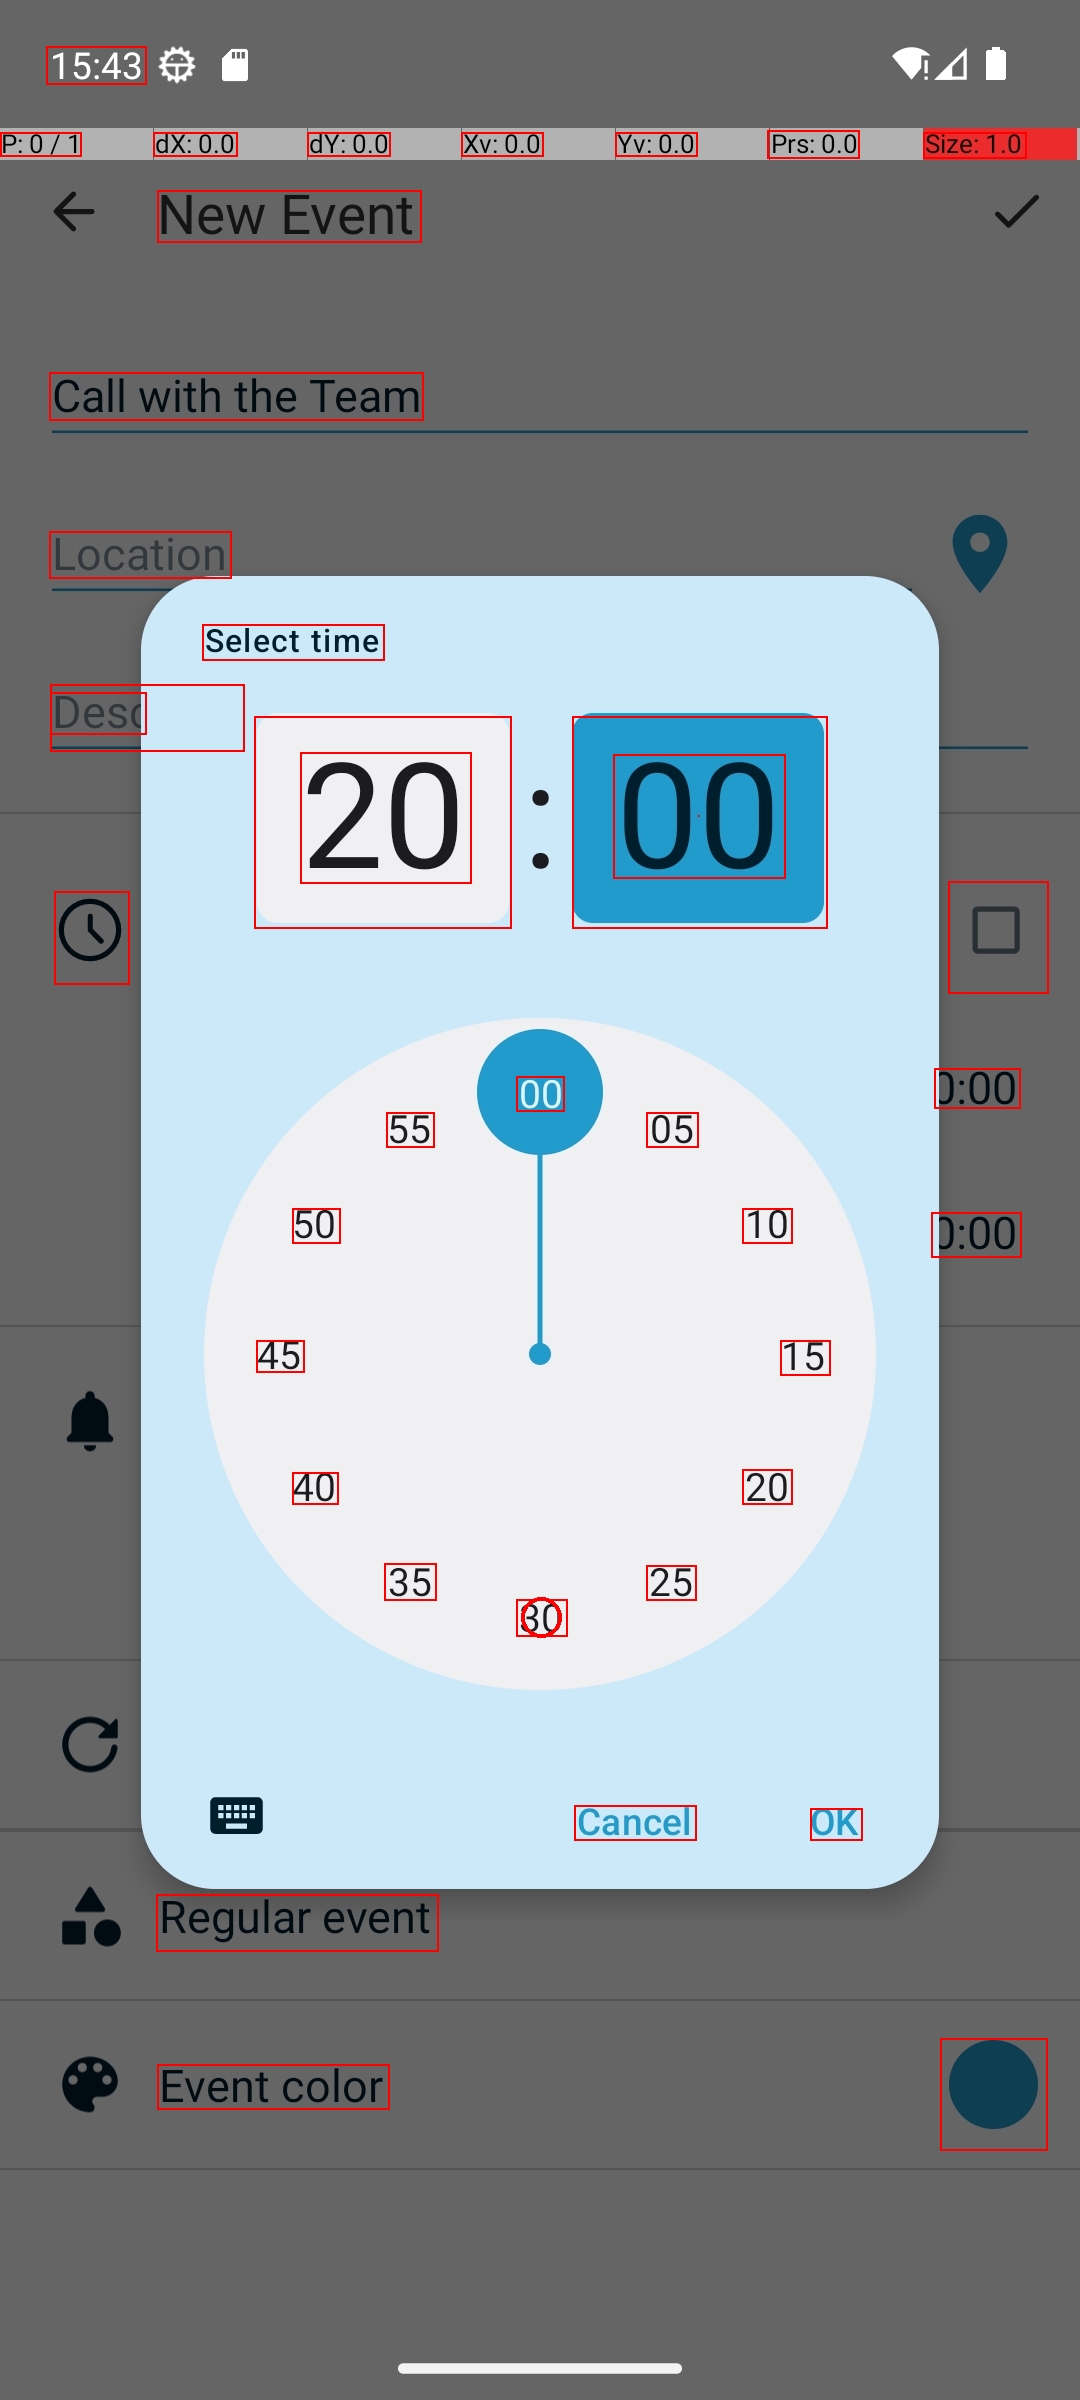 15:43
P: 0 / 1 dX: 0.0 dY: 0.0 Xv: 0.0 Yv: 0.0 Prs: 0.0 Size: 1.0
New Event
Call with the Team
Location
Select time
Desc
20 : 00
00
55 05
50 10
0:00
0:00
45 15
40 20
35 25
30
Cancel OK
Regular event
Event color